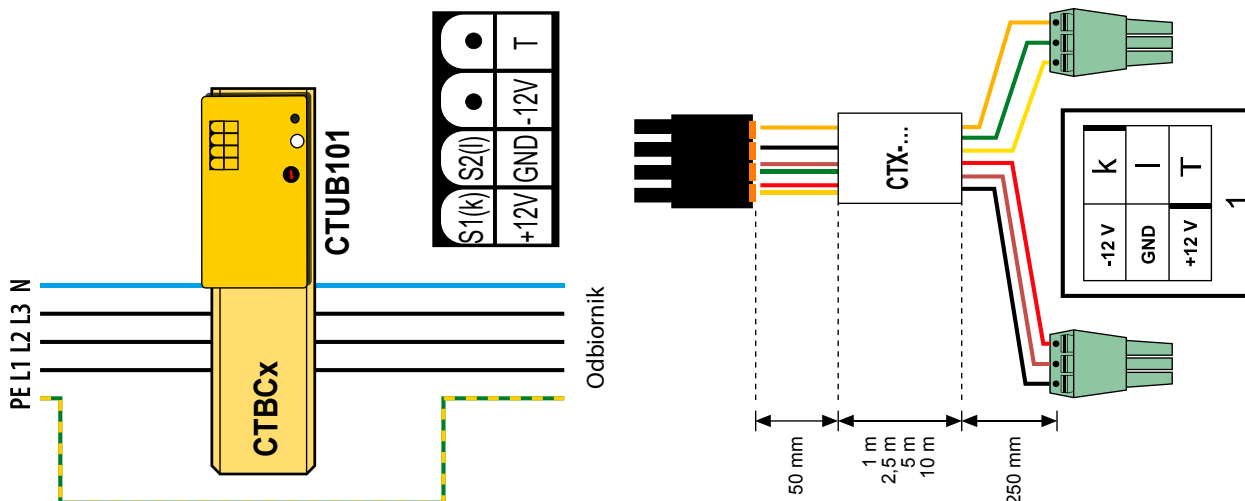 N
L3
L2
L1
PE
CTUB101
CTBCx
S1(k) S2(l) • •
+12V GND -12V T
Odbiornik
CTX-...
50 mm
1 m
2,5 m
5 m
10 m
250 mm
k l T
-12 V GND +12 V
1